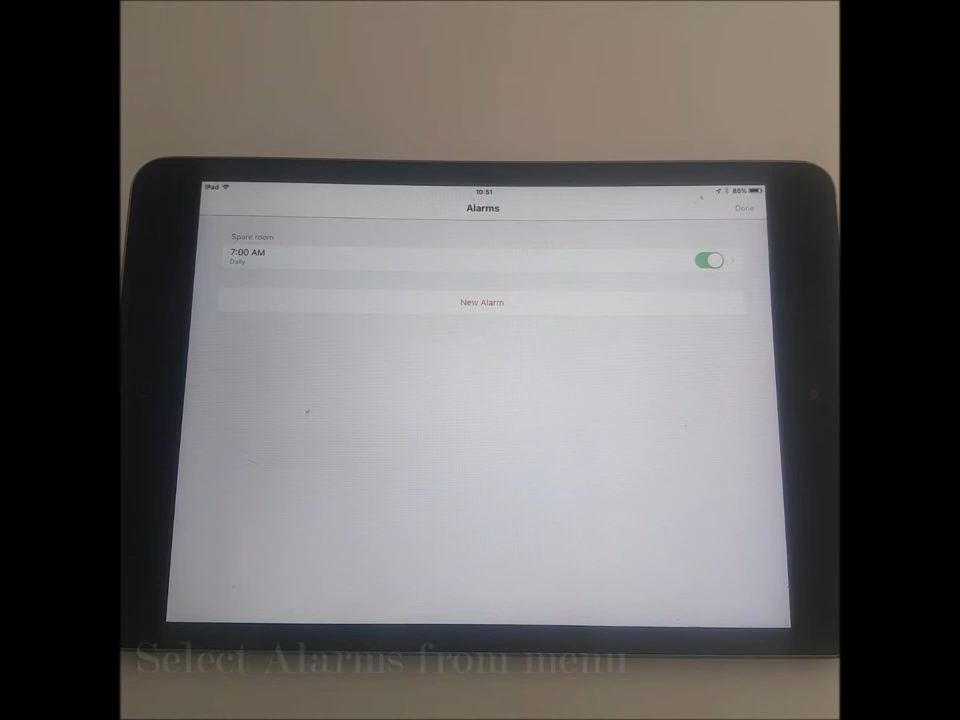 iPad
10:51
85%
Alarms
Done
Spare room
7:00 AM
Daily
New Alarm
Select Alarms from menu